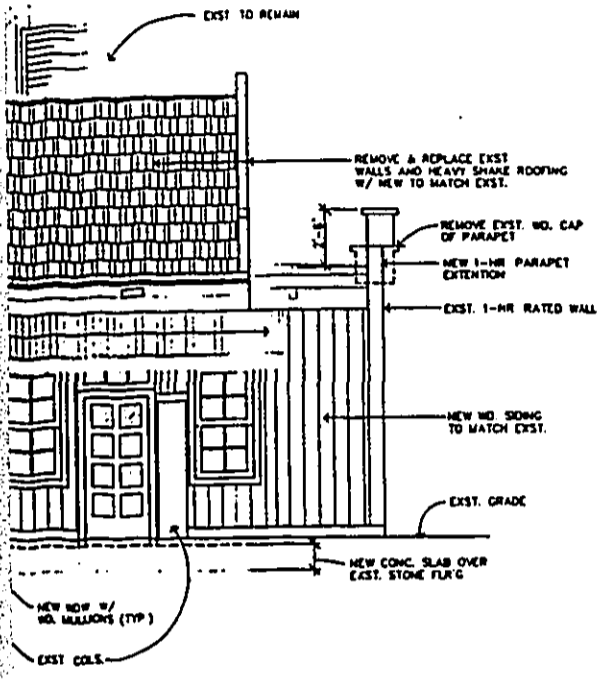 EXST TO REMAIN
REMOVE & REPLACE EXST
WALLS AND HEAVY SHAKE ROOFING
W/ NEW TO MATCH EXST.
REMOVE EXST. WD. CAP
OF PARAPET
NEW 1-HR PARAPET
EXTENTION
EXST. 1-HR RATED WALL
NEW WD. SIDING
TO MATCH EXST.
EXST. GRADE
NEW CONC. SLAB OVER
EXST. STONE FLR'G
NEW WDW W/
WD. MULLIONS (TYP.)
EXST COLS.